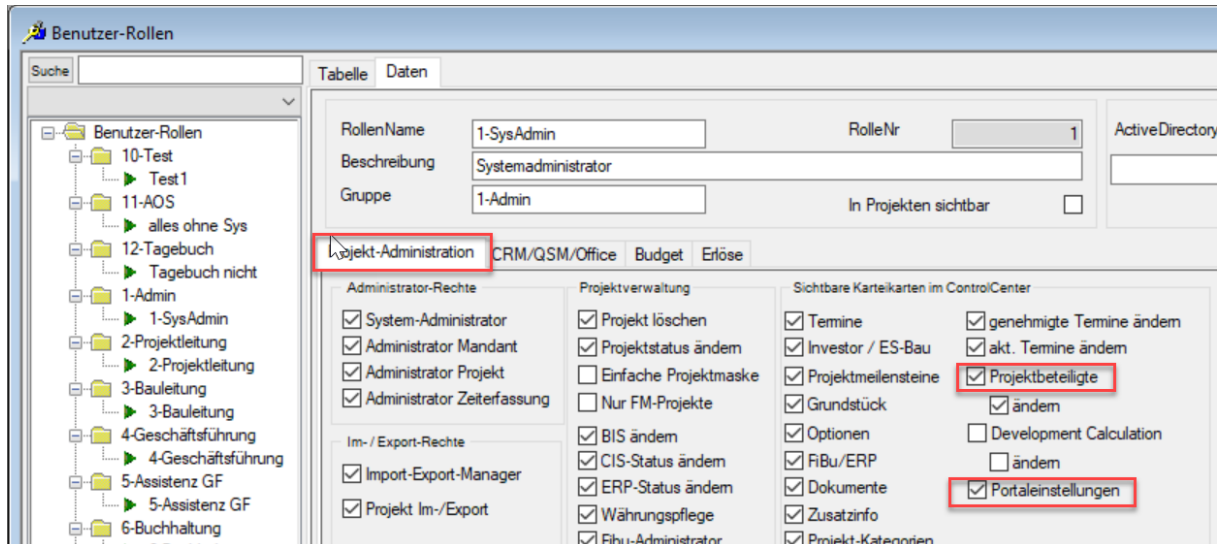 Benutzer-Rollen
Suche
Tabelle Daten
Benutzer-Rollen
10-Test
Test1
11-AOS
alles ohne Sys
12-Tagebuch
Tagebuch nicht
1-Admin
1-SysAdmin
2-Projektleitung
2-Projektleitung
3-Bauleitung
3-Bauleitung
4-Geschäftsführung
4-Geschäftsführung
5-Assistenz GF
5-Assistenz GF
6-Buchhaltung
RollenName 1-SysAdmin RolleNr 1 ActiveDirectory
Beschreibung Systemadministrator
Gruppe 1-Admin In Projekten sichtbar
ojekt-Administration CRM/QSM/Office Budget Erlöse
Administrator-Rechte
System-Administrator
Administrator Mandant
Administrator Projekt
Administrator Zeiterfassung
Im- / Export-Rechte
Import-Export-Manager
Projekt Im-/Export
Projektverwaltung
Projekt löschen
Projektstatus ändern
Einfache Projektmaske
Nur FM-Projekte
BIS ändern
CIS-Status ändern
ERP-Status ändern
Währungspflege
Fibu-Administrator
Sichtbare Karteikarten im ControlCenter
Termine
Investor / ES-Bau
Projektmeilensteine
Grundstück
Optionen
FiBu/ERP
Dokumente
Zusatzinfo
Projekt-Kategorien
genehmigte Termine ändern
akt. Termine ändern
Projektbeteiligte
ändern
Development Calculation
ändern
Portaleinstellungen